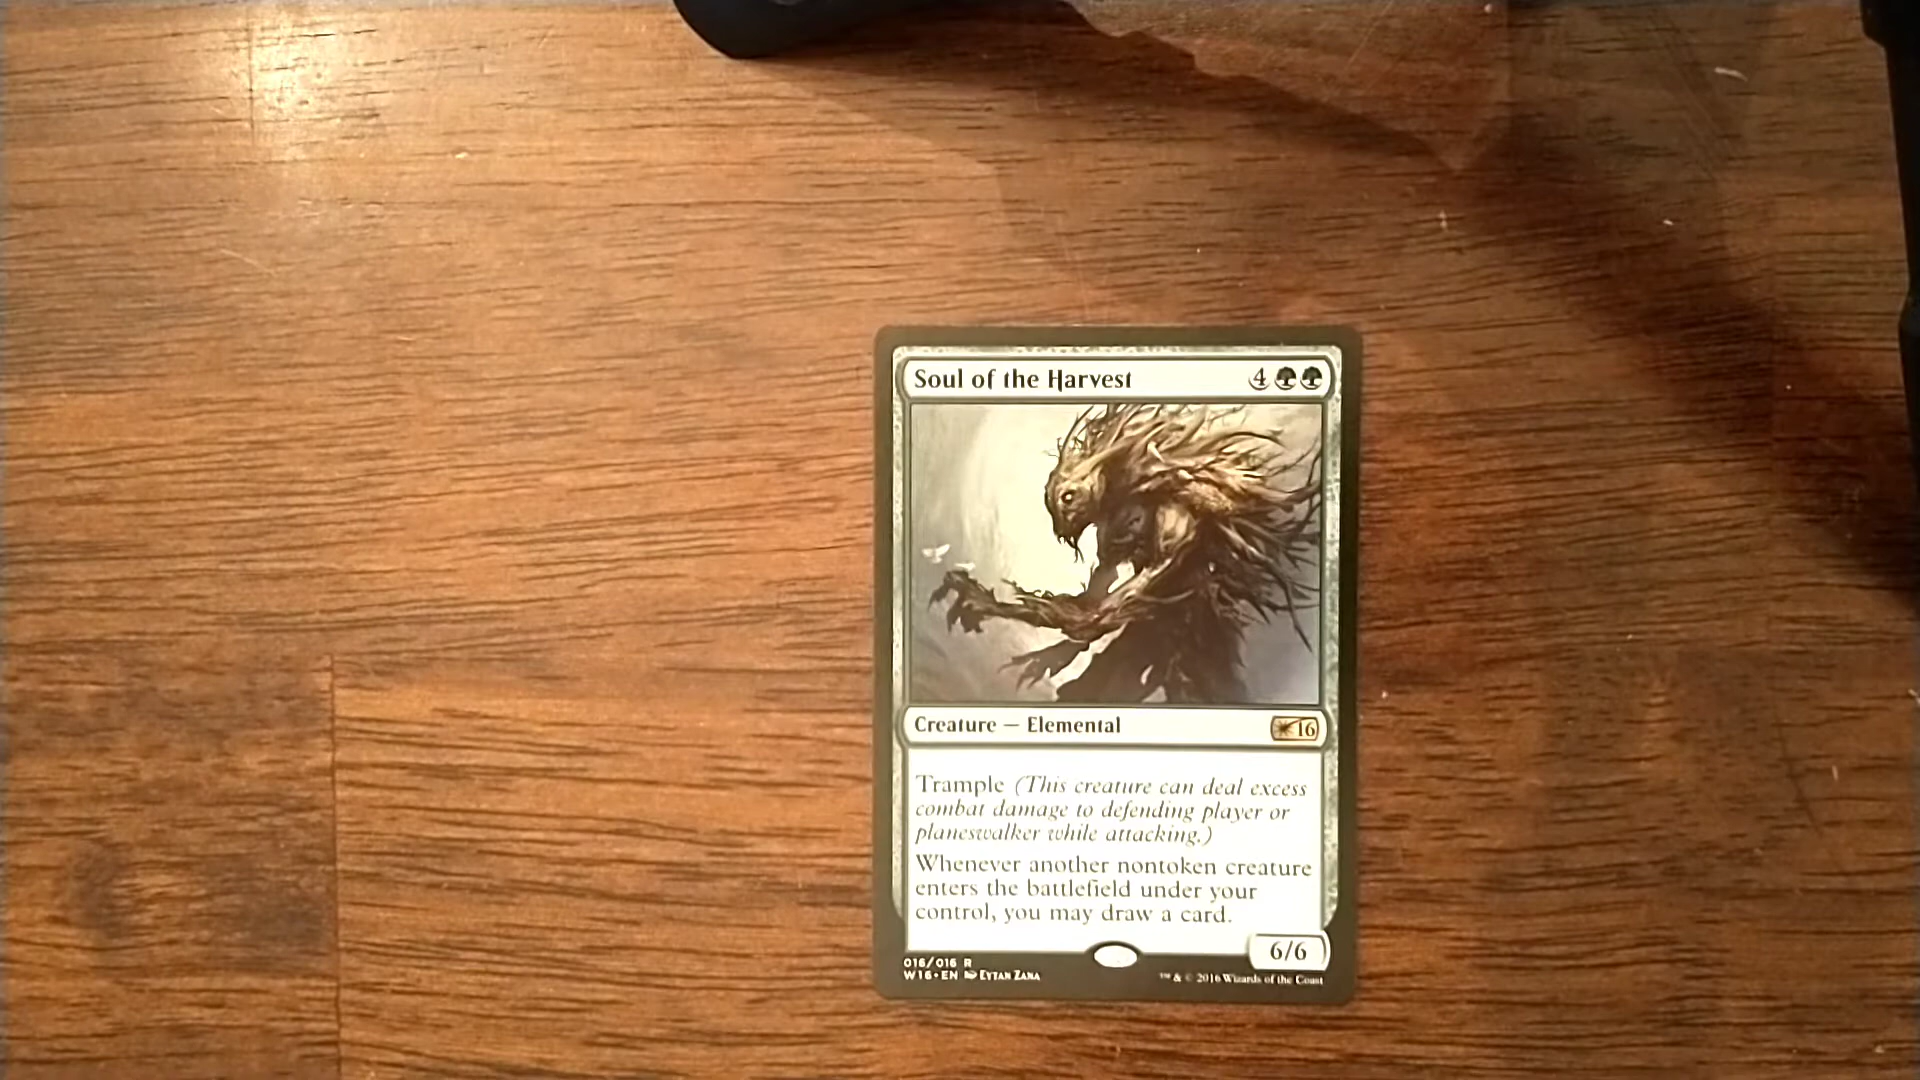 Soul of the Harvest 4
Creature — Elemental
16
Trample (This creature can deal excess
combat damage to defending player or
planeswalker while attacking.)
Whenever another nontoken creature
enters the battlefield under your
control, you may draw a card.
6/6
016/016 R
W16 • EN Eytan Zana
™ & © 2016 Wizards of the Coast